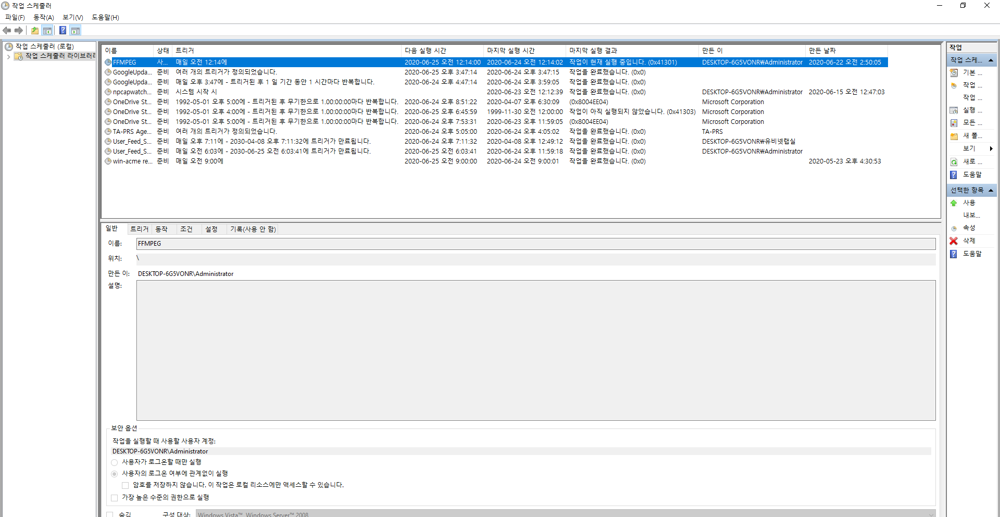 작업 스케줄러
파일(F) 동작(A) 보기(V) 도움말(H)
작업 스케줄러 (로컬)
작업 스케줄러 라이브러리
이름 상태 트리거 다음 실행 시간 마지막 실행 시간 마지막 실행 결과 만든 이 만든 날짜
FFMPEG 사... 매일 오전 12:14에 2020-06-25 오전 12:14:00 2020-06-24 오전 12:14:02 작업이 현재 실행 중입니다. (0x41301) DESKTOP-6G5VONR₩Administrator 2020-06-22 오전 2:50:05
GoogleUpda... 준비 여러 개의 트리거가 정의되었습니다. 2020-06-25 오후 3:47:14 2020-06-24 오후 3:47:15 작업을 완료했습니다. (0x0)
GoogleUpda... 준비 매일 오후 3:47에 - 트리거된 후 1 일 기간 동안 1 시간마다 반복합니다. 2020-06-24 오후 4:47:14 2020-06-24 오후 3:59:05 작업을 완료했습니다. (0x0)
npcapwatch... 준비 시스템 시작 시 2020-06-23 오전 12:12:39 작업을 완료했습니다. (0x0) DESKTOP-6G5VONR₩Administrator 2020-06-15 오전 12:47:03
OneDrive St... 준비 1992-05-01 오후 5:00에 - 트리거된 후 무기한으로 1.00:00:00마다 반복합니다. 2020-06-24 오후 8:51:22 2020-04-07 오후 6:30:09 (0x8004EE04) Microsoft Corporation
OneDrive St... 준비 1992-05-01 오후 4:00에 - 트리거된 후 무기한으로 1.00:00:00마다 반복합니다. 2020-06-25 오후 6:45:59 1999-11-30 오전 12:00:00 작업이 아직 실행되지 않았습니다. (0x41303) Microsoft Corporation
OneDrive St... 준비 1992-05-01 오후 5:00에 - 트리거된 후 무기한으로 1.00:00:00마다 반복합니다. 2020-06-24 오후 7:53:31 2020-06-23 오전 11:59:05 (0x8004EE04) Microsoft Corporation
TA-PRS Age... 준비 여러 개의 트리거가 정의되었습니다. 2020-06-24 오후 5:05:00 2020-06-24 오후 4:05:02 작업을 완료했습니다. (0x0) TA-PRS
User_Feed_S... 준비 매일 오후 7:11에 - 2030-04-08 오후 7:11:32에 트리거가 만료됩니다. 2020-06-24 오후 7:11:32 2020-04-08 오후 12:49:12 작업을 완료했습니다. (0x0) DESKTOP-6G5VONR₩유비넷랩실
User_Feed_S... 준비 매일 오전 6:03에 - 2030-06-25 오전 6:03:41에 트리거가 만료됩니다. 2020-06-25 오전 6:03:41 2020-06-24 오전 11:59:18 작업을 완료했습니다. (0x0) DESKTOP-6G5VONR₩Administrator
win-acme re... 준비 매일 오전 9:00에 2020-06-25 오전 9:00:00 2020-06-24 오전 9:00:01 작업을 완료했습니다. (0x0) 2020-05-23 오후 4:30:53
일반 트리거 동작 조건 설정 기록(사용 안 함)
이름: FFMPEG
위치: \
만든 이: DESKTOP-6G5VONR\Administrator
설명:
보안 옵션
작업을 실행할 때 사용할 사용자 계정:
DESKTOP-6G5VONR\Administrator
사용자가 로그온할 때만 실행
사용자의 로그온 여부에 관계없이 실행
암호를 저장하지 않습니다. 이 작업은 로컬 리소스에만 액세스할 수 있습니다.
가장 높은 수준의 권한으로 실행
숨김 구성 대상: Windows Vista™, Windows Server™ 2008
작업
작업 스케...
기본 ...
작업 ...
작업 ...
실행 ...
모든 ...
새 폴...
보기
새로 ...
도움말
선택한 항목
사용
내보...
속성
삭제
도움말